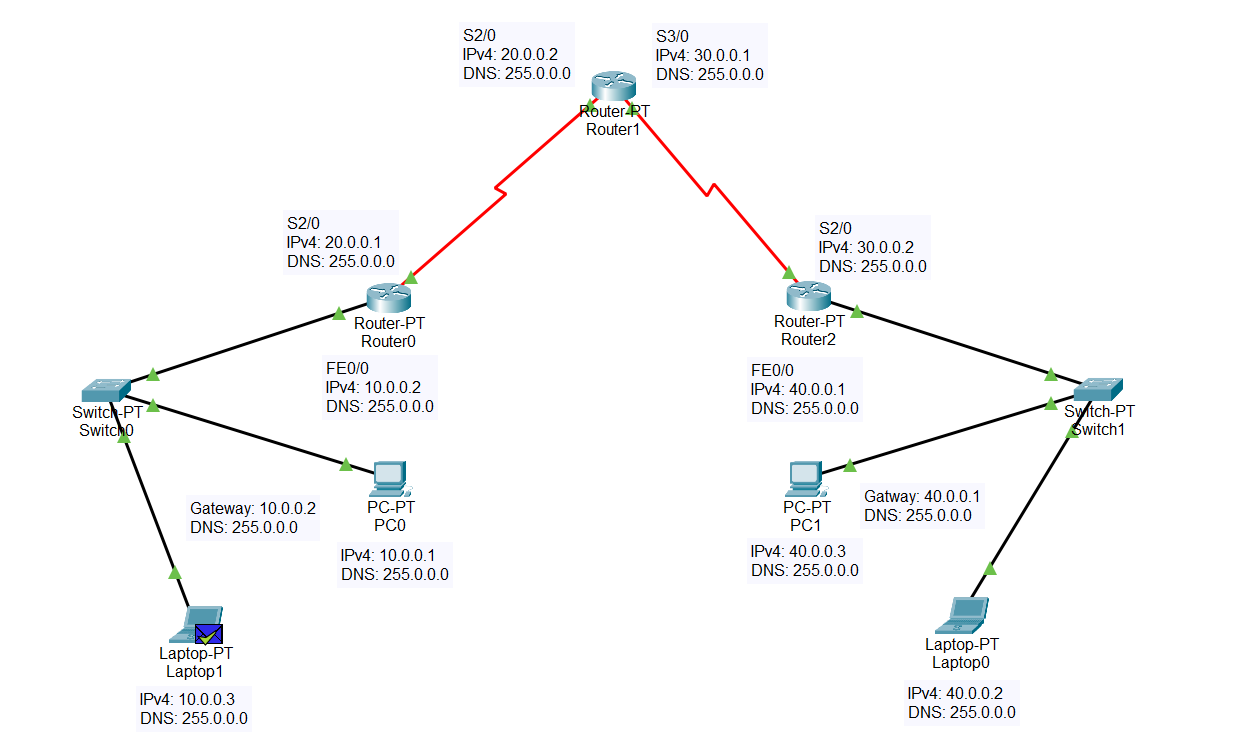 S2/0
IPv4: 20.0.0.2
DNS: 255.0.0.0
S3/0
IPv4: 30.0.0.1
DNS: 255.0.0.0
Router-PT
Router1
S2/0
IPv4: 20.0.0.1
DNS: 255.0.0.0
S2/0
IPv4: 30.0.0.2
DNS: 255.0.0.0
Router-PT
Router0
Router-PT
Router2
FE0/0
IPv4: 10.0.0.2
DNS: 255.0.0.0
FE0/0
IPv4: 40.0.0.1
DNS: 255.0.0.0
Switch-PT
Switch0
Switch-PT
Switch1
Gateway: 10.0.0.2
DNS: 255.0.0.0
PC-PT
PC0
IPv4: 10.0.0.1
DNS: 255.0.0.0
PC-PT
PC1
Gatway: 40.0.0.1
DNS: 255.0.0.0
IPv4: 40.0.0.3
DNS: 255.0.0.0
Laptop-PT
Laptop1
IPv4: 10.0.0.3
DNS: 255.0.0.0
Laptop-PT
Laptop0
IPv4: 40.0.0.2
DNS: 255.0.0.0